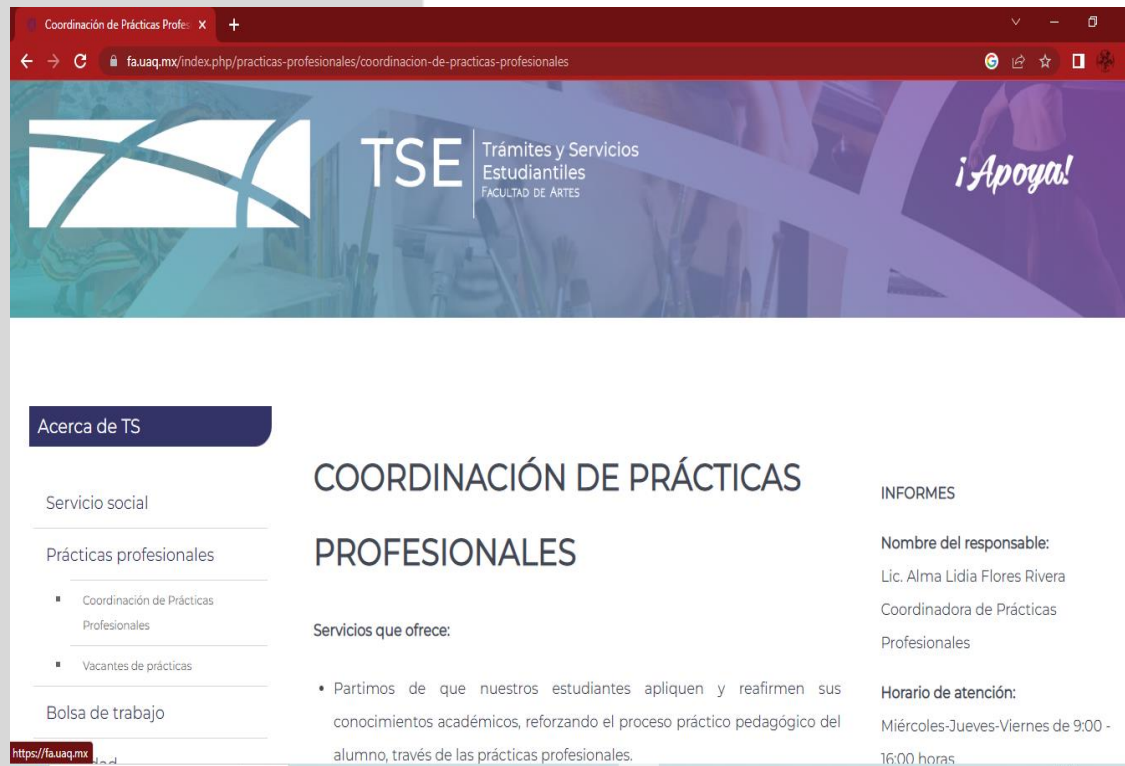 Coordinación de Prácticas Profes
fa.uaq.mx/index.php/practicas-profesionales/coordinacion-de-practicas-profesionales
TSE
Trámites y Servicios
Estudiantiles
FACULTAD DE ARTES
¡Apoya!
Acerca de TS
Servicio social
Prácticas profesionales
Coordinación de Prácticas
Profesionales
Vacantes de prácticas
Bolsa de trabajo
https://fa.uaq.mx
COORDINACIÓN DE PRÁCTICAS
PROFESIONALES
Servicios que ofrece:
• Partimos de que nuestros estudiantes apliquen y reafirmen sus
conocimientos académicos, reforzando el proceso práctico pedagógico del
alumno, través de las prácticas profesionales.
INFORMES
Nombre del responsable:
Lic. Alma Lidia Flores Rivera
Coordinadora de Prácticas
Profesionales
Horario de atención:
Miércoles-Jueves-Viernes de 9:00 -
16:00 horas